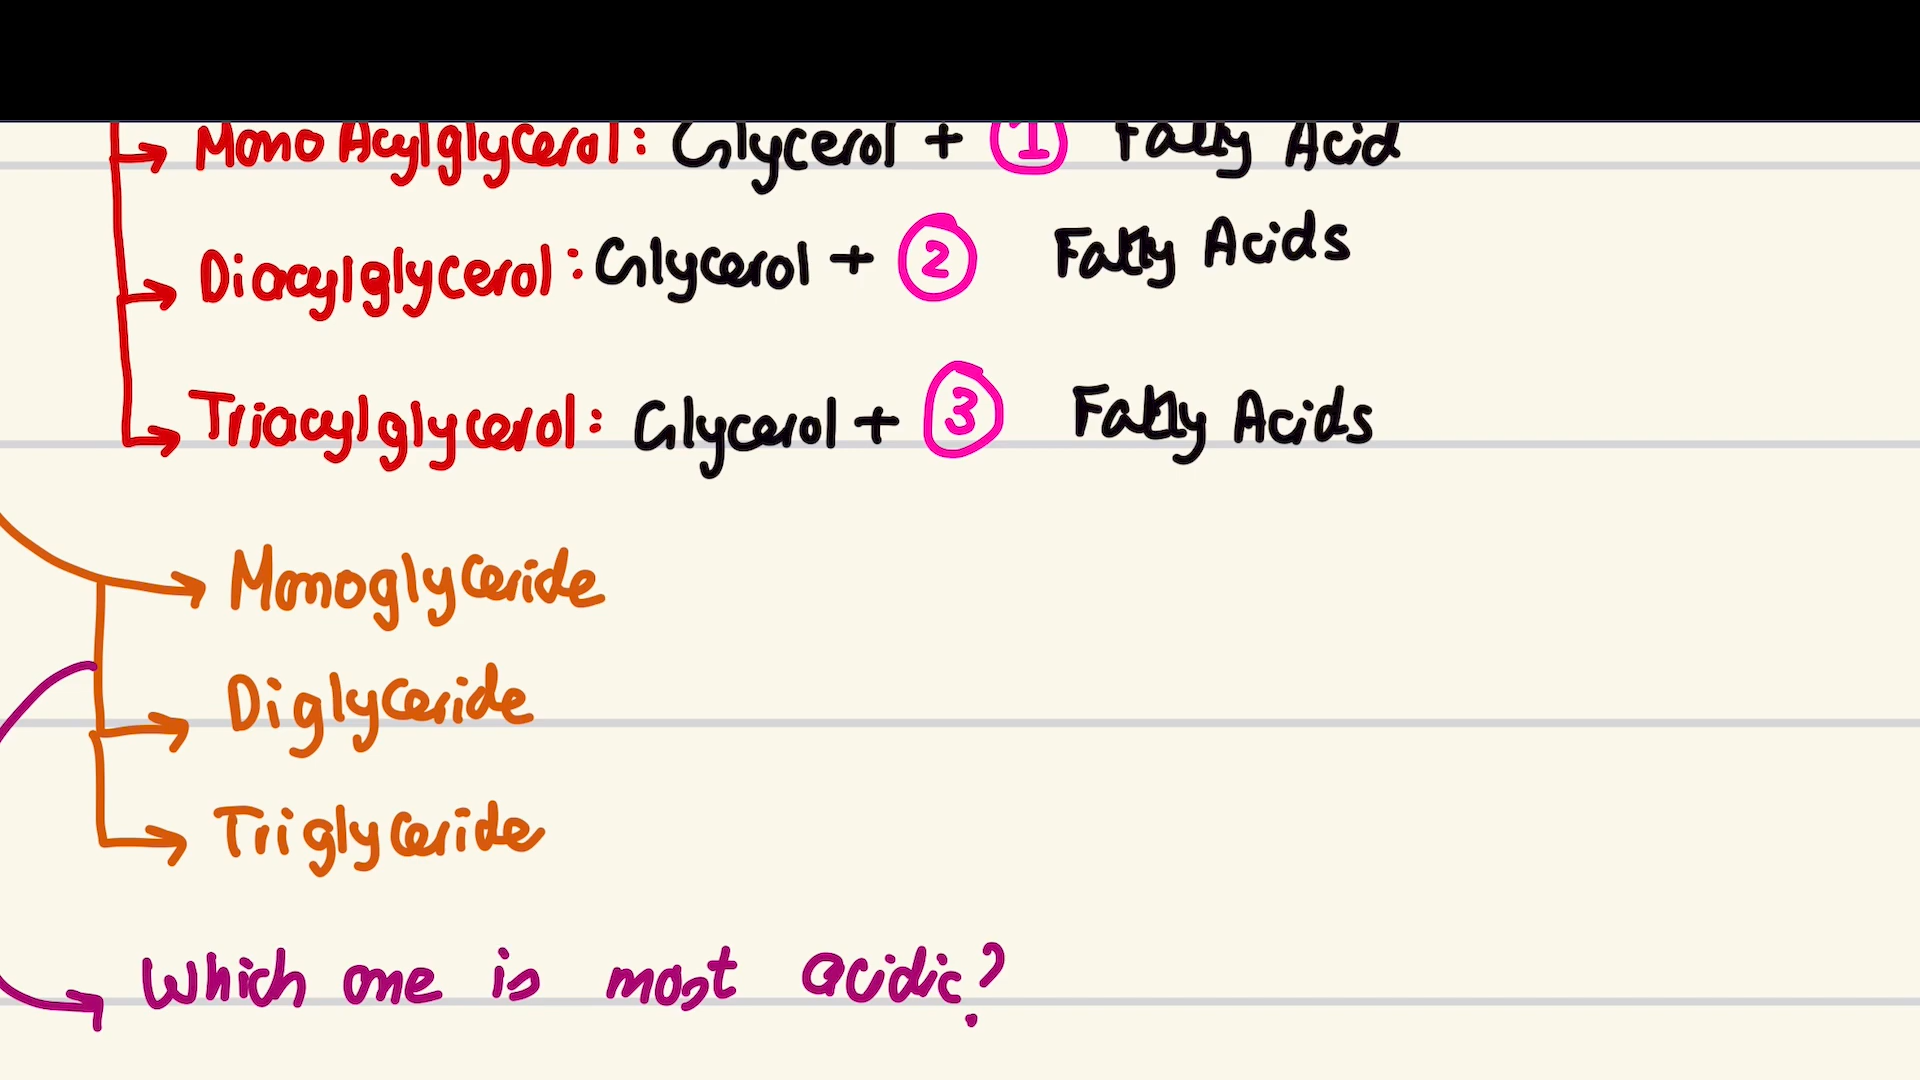 Mono Acylglycerol: Glycerol + 1 Fatty Acid
Diacylglycerol: Glycerol + 2 Fatty Acids
Triacylglycerol: Glycerol + 3 Fatty Acids
Monoglyceride
Diglyceride
Triglyceride
Which one is most acidic?